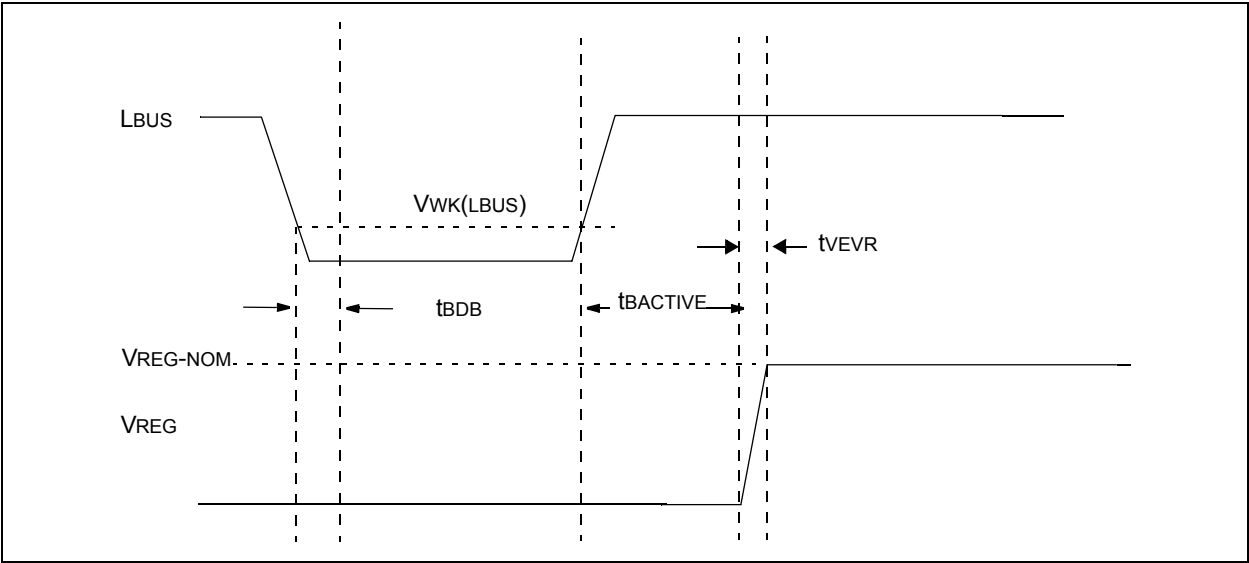 LBUS
VWK(LBUS)
tVEVR
tBDB
tBACTIVE
VREG-NOM
VREG